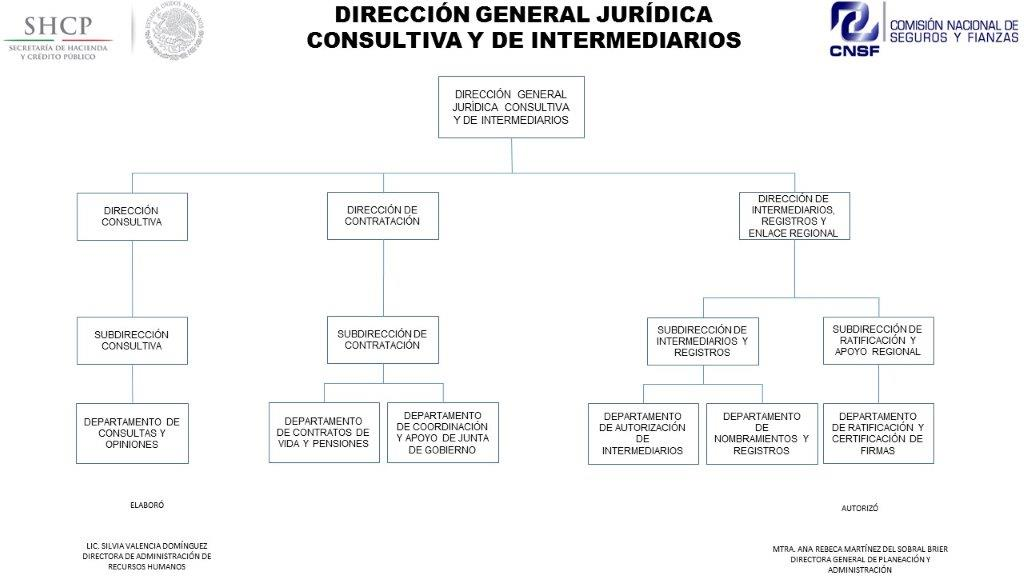 SHCP
SECRETARÍA DE HACIENDA
Y CRÉDITO PÚBLICO
ESTADOS UNIDOS MEXICANOS
DIRECCIÓN GENERAL JURÍDICA
CONSULTIVA Y DE INTERMEDIARIOS
CNSF
COMISIÓN NACIONAL DE
SEGUROS Y FIANZAS
DIRECCIÓN GENERAL
JURÍDICA CONSULTIVA
Y DE INTERMEDIARIOS
DIRECCIÓN
CONSULTIVA
DIRECCIÓN DE
CONTRATACIÓN
DIRECCIÓN DE
INTERMEDIARIOS,
REGISTROS Y
ENLACE REGIONAL
SUBDIRECCIÓN
CONSULTIVA
SUBDIRECCIÓN DE
CONTRATACIÓN
SUBDIRECCIÓN DE
INTERMEDIARIOS Y
REGISTROS
SUBDIRECCIÓN DE
RATIFICACIÓN Y
APOYO REGIONAL
DEPARTAMENTO DE
CONSULTAS Y
OPINIONES
DEPARTAMENTO
DE CONTRATOS DE
VIDA Y PENSIONES
DEPARTAMENTO
DE COORDINACIÓN
Y APOYO DE JUNTA
DE GOBIERNO
DEPARTAMENTO
DE AUTORIZACIÓN
DE
INTERMEDIARIOS
DEPARTAMENTO
DE
NOMBRAMIENTOS Y
REGISTROS
DEPARTAMENTO
DE RATIFICACIÓN Y
CERTIFICACIÓN DE
FIRMAS
ELABORÓ
LIC. SILVIA VALENCIA DOMÍNGUEZ
DIRECTORA DE ADMINISTRACIÓN DE
RECURSOS HUMANOS
AUTORIZÓ
MTRA. ANA REBECA MARTÍNEZ DEL SOBRAL BRIER
DIRECTORA GENERAL DE PLANEACIÓN Y
ADMINISTRACIÓN